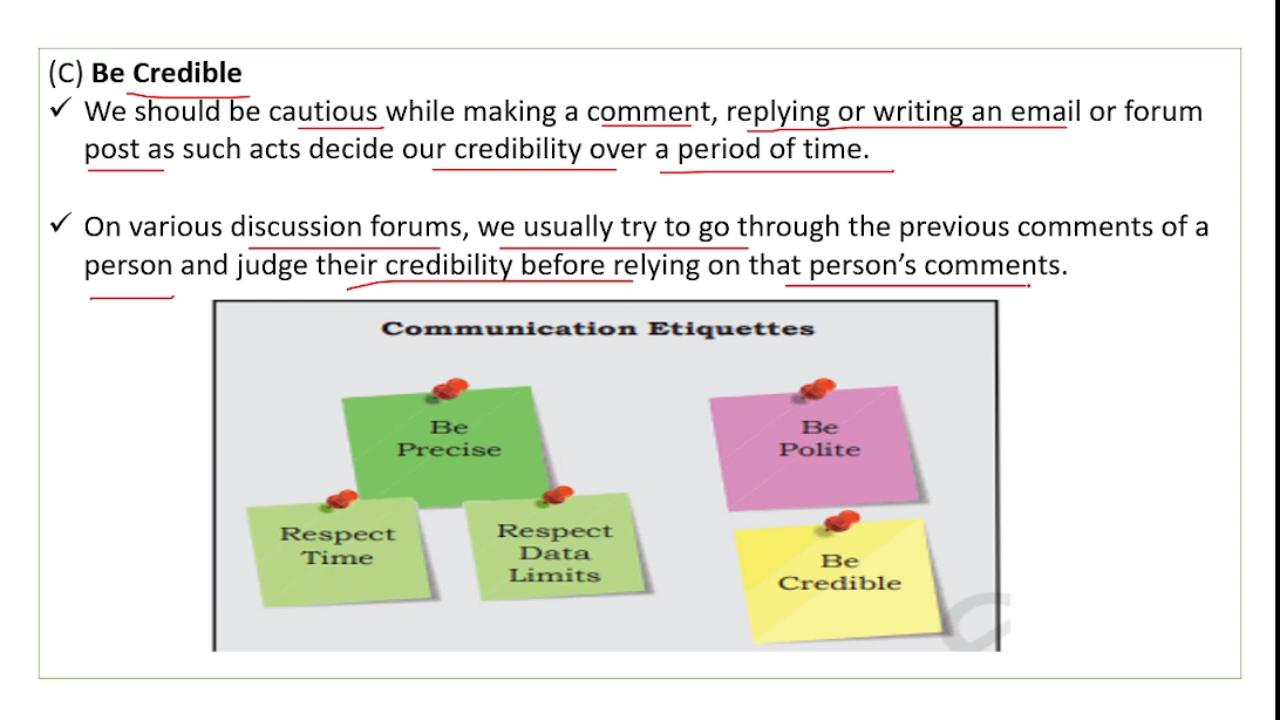 (C) Be Credible
✓ We should be cautious while making a comment, replying or writing an email or forum
post as such acts decide our credibility over a period of time.
✓ On various discussion forums, we usually try to go through the previous comments of a
person and judge their credibility before relying on that person's comments.
Communication Etiquettes
Be
Precise
Respect
Time
Respect
Data
Limits
Be
Polite
Be
Credible